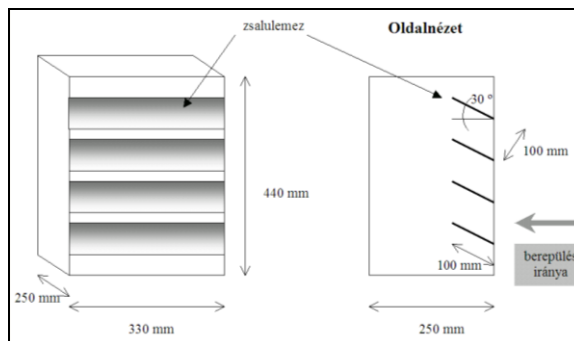 zsalulemez
Oldalnézet
30 °
100 mm
440 mm
100 mm
berepülés
iránya
250 mm
330 mm
250 mm